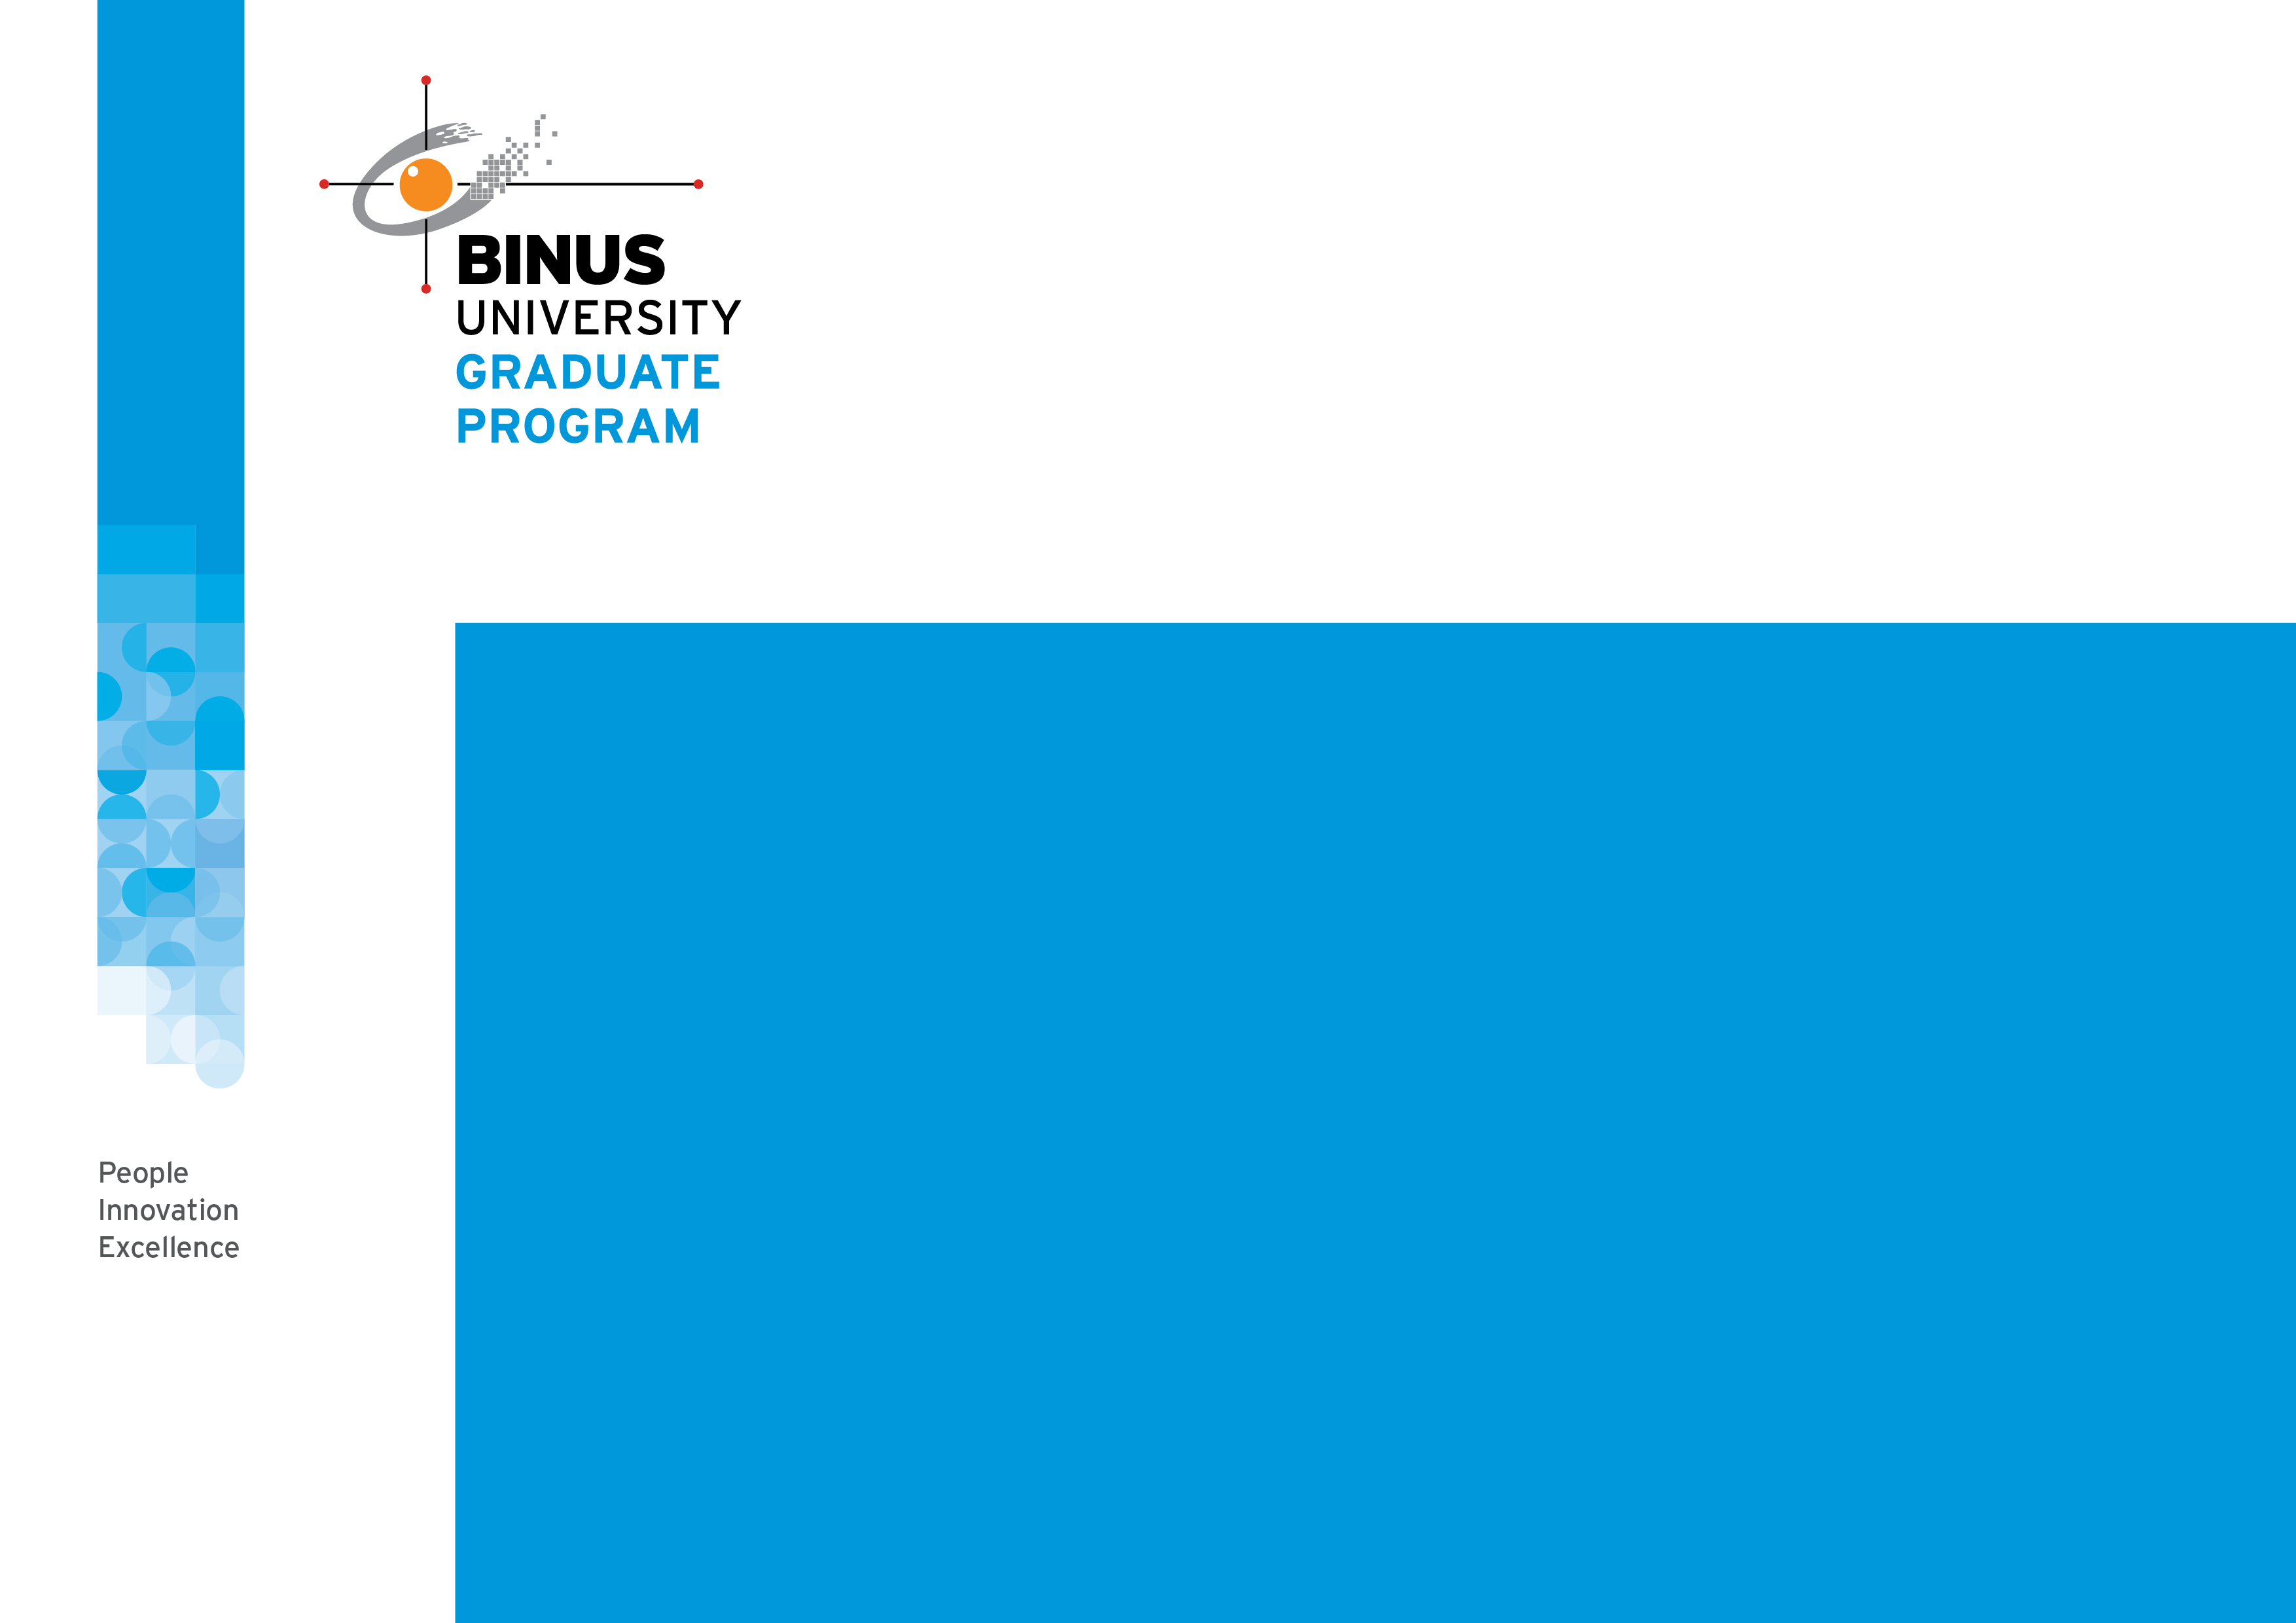 BINUS
UNIVERSITY
GRADUATE
PROGRAM
People
Innovation
Excellence